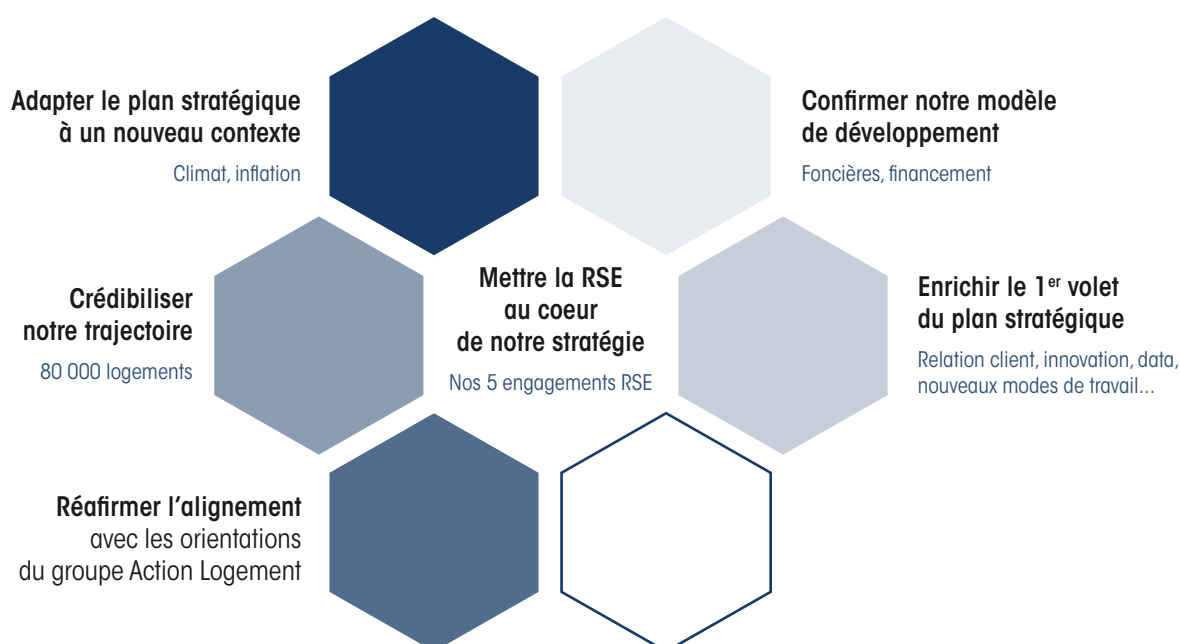 Adapter le plan stratégique
à un nouveau contexte
Climat, inflation
Confirmer notre modèle
de développement
Foncières, financement
Crédibiliser
notre trajectoire
80 000 logements
Mettre la RSE
au coeur
de notre stratégie
Nos 5 engagements RSE
Enrichir le 1er volet
du plan stratégique
Relation client, innovation, data,
nouveaux modes de travail...
Réafirmer l’alignement
avec les orientations
du groupe Action Logement